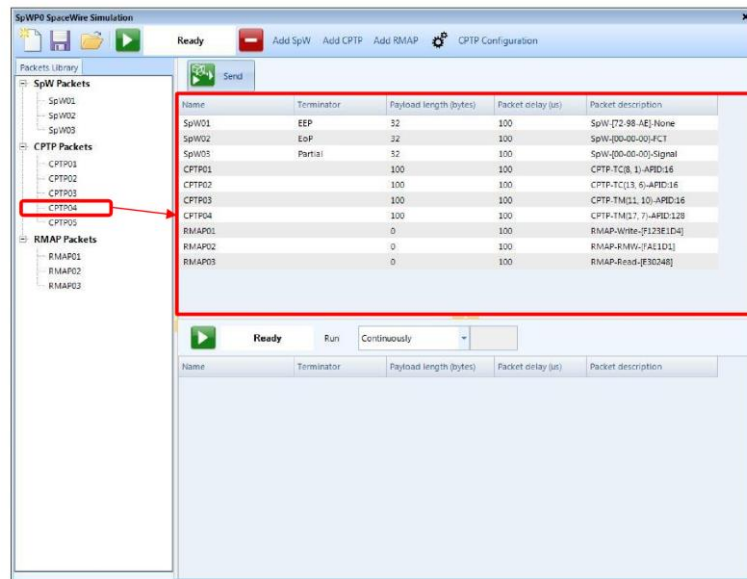 SpWP0 SpaceWire Simulation
Ready Add SpW Add CPTP Add RMAP CPTP Configuration
Packets Library
SpW Packets
SpW01
SpW02
SpW03
CPTP Packets
CPTP01
CPTP02
CPTP03
CPTP04
CPTP05
RMAP Packets
RMAP01
RMAP02
RMAP03
Send
Name Terminator Payload length (bytes) Packet delay (us) Packet description
SpW01 EEP 32 100 SpW-[72-98-AE]-None
SpW02 EoP 32 100 SpW-[00-00-00]-FCT
SpW03 Partial 32 100 SpW-[00-00-00]-Signal
CPTP01 100 100 CPTP-TC(8, 1)-APID:16
CPTP02 100 100 CPTP-TC(13, 6)-APID:16
CPTP03 100 100 CPTP-TM(11, 10)-APID:16
CPTP04 100 100 CPTP-TM(17, 7)-APID:128
RMAP01 0 100 RMAP-Write-[F123E1D4]
RMAP02 0 100 RMAP-RMW-[FAE1D1]
RMAP03 0 100 RMAP-Read-[E30248]
Ready Run Continuously
Name Terminator Payload length (bytes) Packet delay (us) Packet description